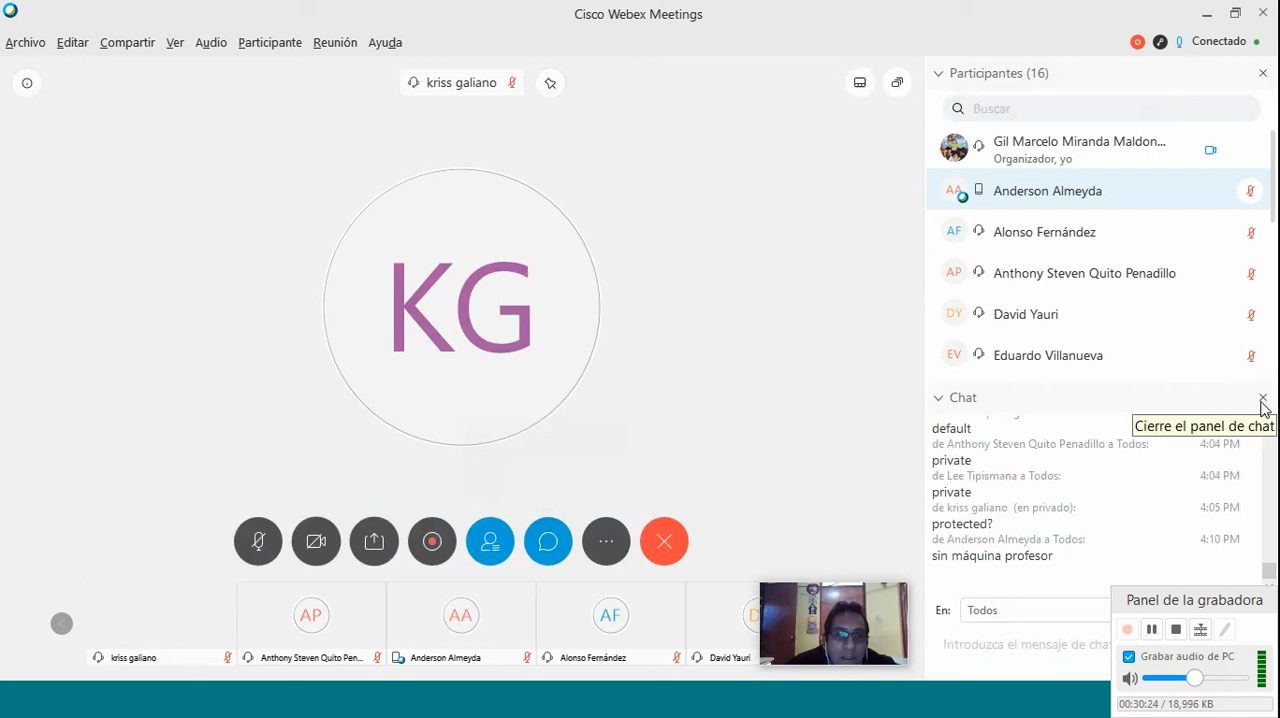 Cisco Webex Meetings
Archivo Editar Compartir Ver Audio Participante Reunión Ayuda
Conectado
kriss galiano
KG
Participantes (16)
Buscar
Gil Marcelo Miranda Maldon...
Organizador, yo
AA Anderson Almeyda
AF Alonso Fernández
AP Anthony Steven Quito Penadillo
DY David Yauri
EV Eduardo Villanueva
Chat
Cierre el panel de chat
default
de Anthony Steven Quito Penadillo a Todos: 4:04 PM
private
de Lee Tipismana a Todos: 4:04 PM
private
de kriss galiano (en privado): 4:05 PM
protected?
de Anderson Almeyda a Todos: 4:10 PM
sin máquina profesor
En: Todos
Introduzca el mensaje de cha
AP AA AF
kriss galiano Anthony Steven Quito Pen... Anderson Almeyda Alonso Fernández David Yauri
Panel de la grabadora
Grabar audio de PC
00:30:24 / 18,996 KB